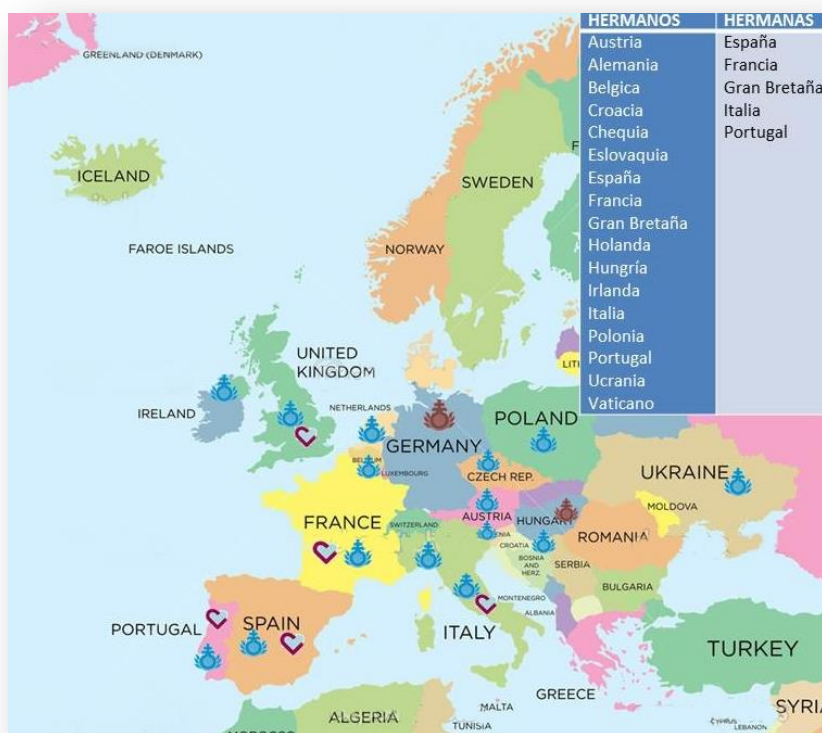 HERMANOS
Austria
Alemania
Belgica
Croacia
Chequia
Eslovaquia
España
Francia
Gran Bretaña
Holanda
Hungría
Irlanda
Italia
Polonia
Portugal
Ucrania
Vaticano
HERMANAS
España
Francia
Gran Bretaña
Italia
Portugal
GREENLAND (DENMARK)
ICELAND
SWEDEN
FAROE ISLANDS
NORWAY
UNITED
KINGDOM
IRELAND
NETHERLANDS
GERMANY
POLAND
BELGIUM
LUXEMBOURG
CZECH REP.
UKRAINE
MOLDOVA
FRANCE
SWITZERLAND
AUSTRIA
HUNGARY
ROMANIA
CROATIA
BOSNIA
AND
HERZ.
SERBIA
BULGARIA
MONTENEGRO
ALBANIA
PORTUGAL
SPAIN
ITALY
TURKEY
GREECE
MALTA
ALGERIA
TUNISIA
CYPRUS
LEBANON
SYRIA